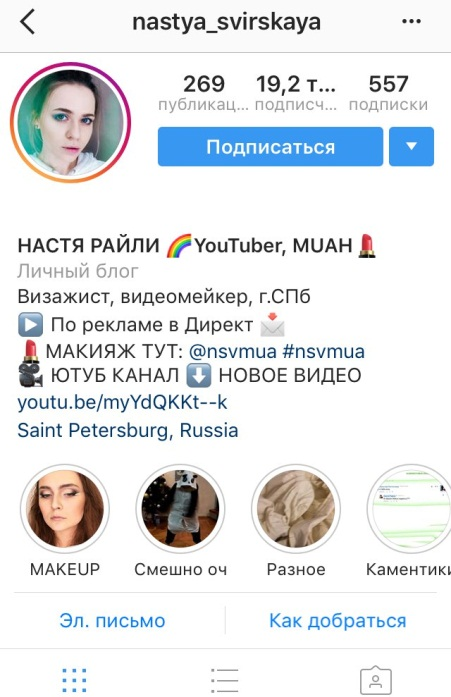 nastya_svirskaya
269 19,2 т... 557
публикац... подписч... подписки
Подписаться
НАСТЯ РАЙЛИ 🌈YouTuber, MUAH💄
Личный блог
Визажист, видеомейкер, г.СПб
▶️ По рекламе в Директ 📩
💄МАКИЯЖ ТУТ: @nsvmua #nsvmua
🎥 ЮТУБ КАНАЛ ⬇️ НОВОЕ ВИДЕО
youtu.be/myYdQKKt--k
Saint Petersburg, Russia
MAKEUP Смешно оч Разное Каментики
Эл. письмо Как добраться